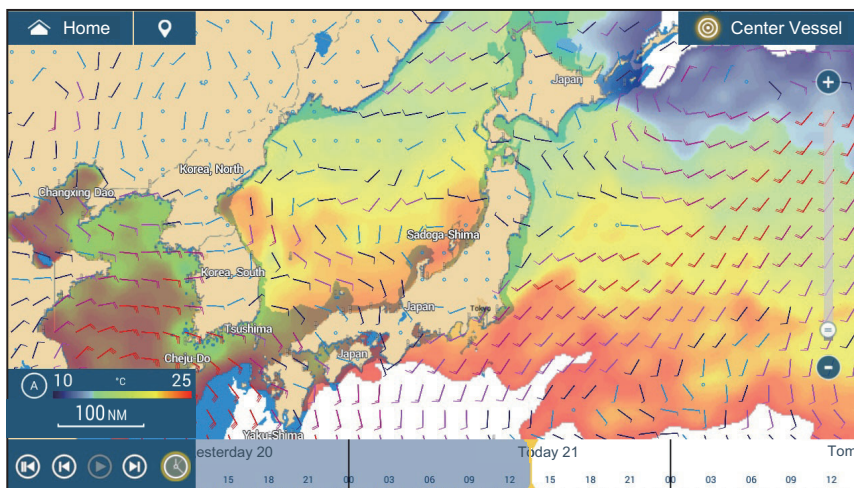 Home
Center Vessel
Japan
Korea, North
Changxing Dao
Sadoga-Shima
Korea, South
Japan
Tokyo
Tsushima
Japan
Cheju-Do
A 10 °C 25
100 NM
Yaku-Shima
esterday 20 Today 21 Tom
15 18 21 00 03 06 09 12 15 18 21 00 03 06 09 12